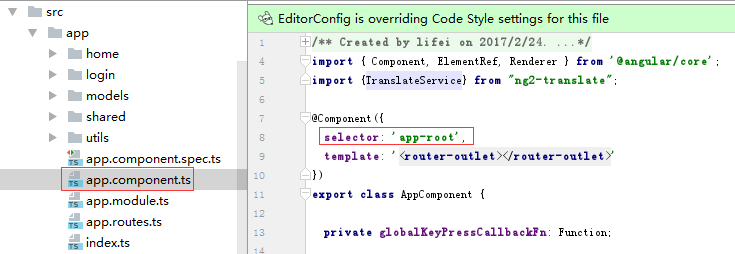 src
app
home
login
models
shared
utils
app.component.spec.ts
app.component.ts
app.module.ts
app.routes.ts
index.ts
EditorConfig is overriding Code Style settings for this file
1 /** Created by lifei on 2017/2/24. ...*/
4 import { Component, ElementRef, Renderer } from '@angular/core';
5 import {TranslateService} from "ng2-translate";
6
7 @Component({
8 selector: 'app-root',
9 template: '<router-outlet></router-outlet>'
10 })
11 export class AppComponent {
12
13 private globalKeyPressCallbackFn: Function;
14